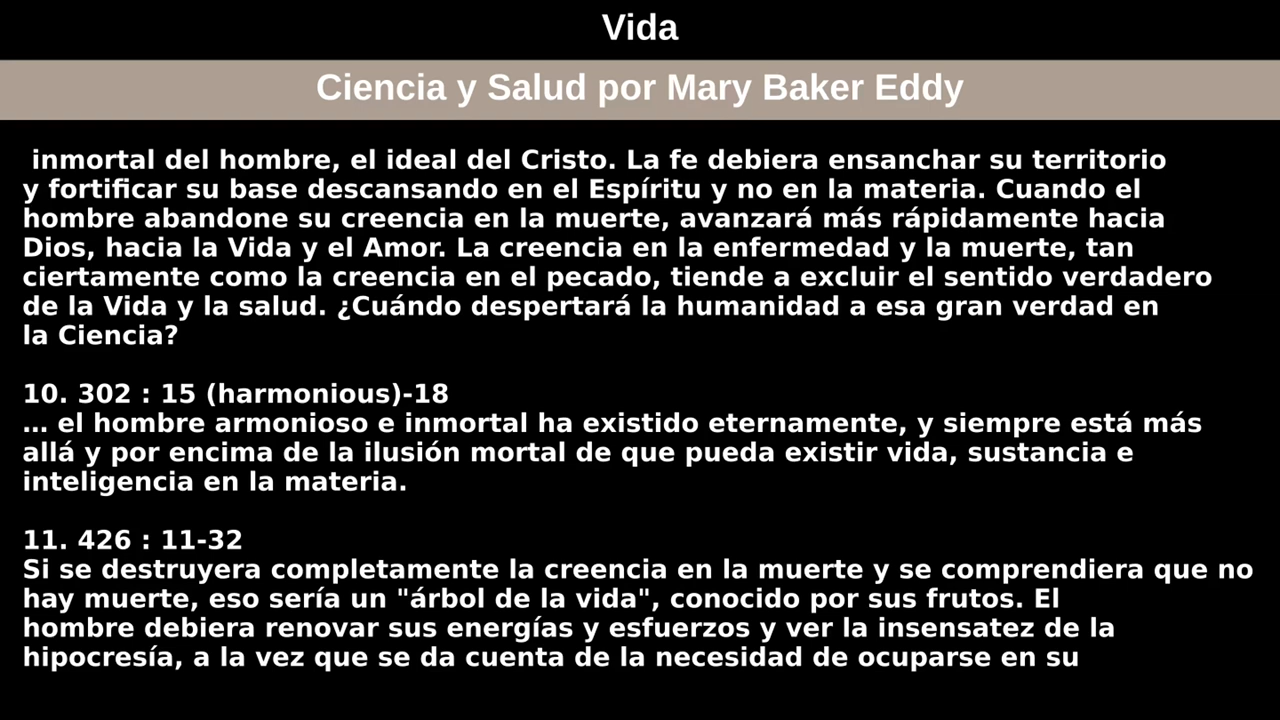 Vida
Ciencia y Salud por Mary Baker Eddy
inmortal del hombre, el ideal del Cristo. La fe debiera ensanchar su territorio
y fortificar su base descansando en el Espíritu y no en la materia. Cuando el
hombre abandone su creencia en la muerte, avanzará más rápidamente hacia
Dios, hacia la Vida y el Amor. La creencia en la enfermedad y la muerte, tan
ciertamente como la creencia en el pecado, tiende a excluir el sentido verdadero
de la Vida y la salud. ¿Cuándo despertará la humanidad a esa gran verdad en
la Ciencia?
10. 302 : 15 (harmonious)-18
… el hombre armonioso e inmortal ha existido eternamente, y siempre está más
allá y por encima de la ilusión mortal de que pueda existir vida, sustancia e
inteligencia en la materia.
11. 426 : 11-32
Si se destruyera completamente la creencia en la muerte y se comprendiera que no
hay muerte, eso sería un "árbol de la vida", conocido por sus frutos. El
hombre debiera renovar sus energías y esfuerzos y ver la insensatez de la
hipocresía, a la vez que se da cuenta de la necesidad de ocuparse en su